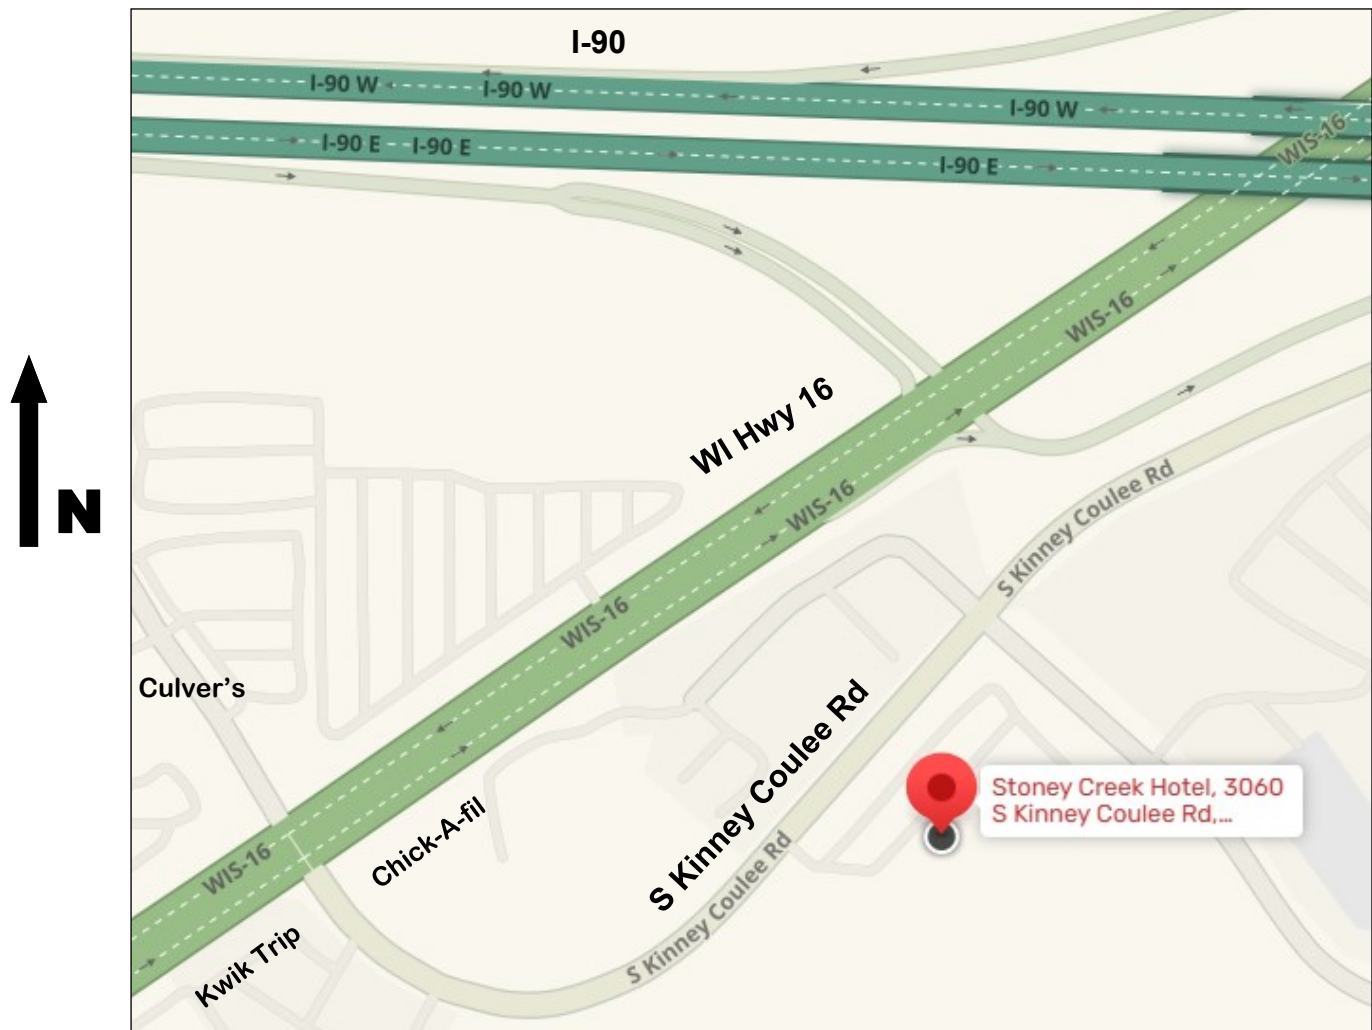 I-90
I-90 W
I-90 W
I-90 W
WIS-16
I-90 E
I-90 E
I-90 E
WIS-16
WI Hwy 16
S Kinney Coulee Rd
WIS-16
N
WIS-16
Culver's
S Kinney Coulee Rd
Stoney Creek Hotel, 3060
S Kinney Coulee Rd,...
Chick-A-fil
WIS-16
S Kinney Coulee Rd
Kwik Trip